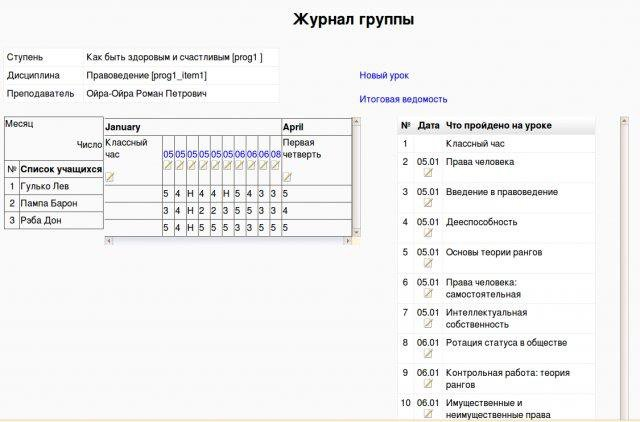 Журнал группы
Ступень Как быть здоровым и счастливым [prog1 ]
Дисциплина Правоведение [prog1_item1]
Преподаватель Ойра-Ойра Роман Петрович
Новый урок
Итоговая ведомость
Месяц
Число
January April
Классный час 05 05 05 05 05 05 06 06 06 08 Первая четверть
№ Список учащихся
1 Гулько Лев 5 4 Н 4 4 Н 5 4 3 3 5
2 Пампа Барон 3 4 Н 2 2 3 5 5 3 3 4
3 Рэба Дон 5 4 Н 5 5 5 3 3 5 5 5
№ Дата Что пройдено на уроке
1 Классный час
2 05.01 Права человека
3 05.01 Введение в правоведение
4 05.01 Дееспособность
5 05.01 Основы теории рангов
6 05.01 Права человека:
самостоятельная
7 05.01 Интеллектуальная
собственность
8 06.01 Ротация статуса в обществе
9 06.01 Контрольная работа: теория
рангов
10 06.01 Имущественные и
неимущественные права